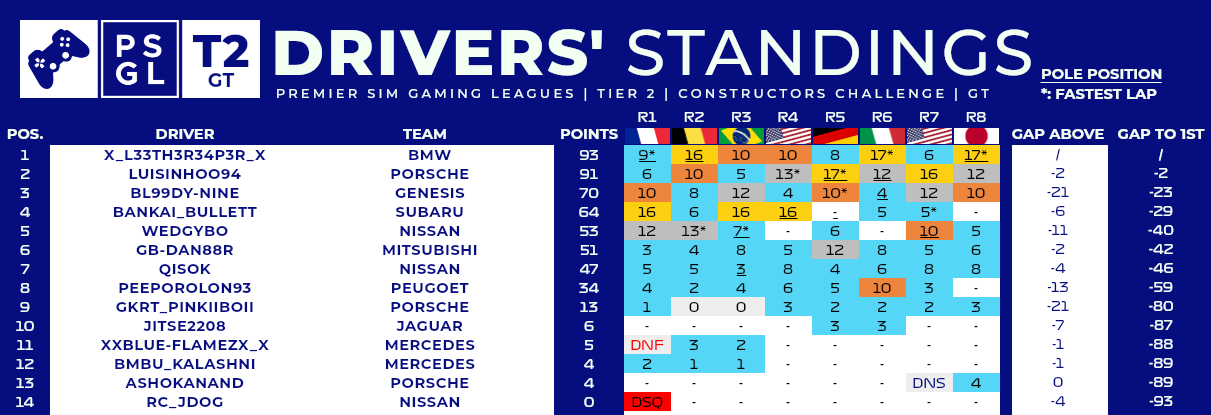 PS
GL
T2
GT
DRIVERS' STANDINGS
PREMIER SIM GAMING LEAGUES | TIER 2 | CONSTRUCTORS CHALLENGE | GT
POLE POSITION
*: FASTEST LAP
R1 R2 R3 R4 R5 R6 R7 R8
POS. DRIVER TEAM POINTS GAP ABOVE GAP TO 1ST
1 X_L33TH3R34P3R_X BMW 93 9* 16 10 10 8 17* 6 17* / /
2 LUISINHOO94 PORSCHE 91 6 10 5 13* 17* 12 16 12 -2 -2
3 BL99DY-NINE GENESIS 70 10 8 12 4 10* 4 12 10 -21 -23
4 BANKAI_BULLETT SUBARU 64 16 6 16 16 - 5 5* - -6 -29
5 WEDGYBO NISSAN 53 12 13* 7* - 6 - 10 5 -11 -40
6 GB-DAN88R MITSUBISHI 51 3 4 8 5 12 8 5 6 -2 -42
7 QISOK NISSAN 47 5 5 3 8 4 6 8 8 -4 -46
8 PEEPOROLON93 PEUGOET 34 4 2 4 6 5 10 3 - -13 -59
9 GKRT_PINKIIBOII PORSCHE 13 1 0 0 3 2 2 2 3 -21 -80
10 JITSE2208 JAGUAR 6 - - - - 3 3 - - -7 -87
11 XXBLUE-FLAMEZX_X MERCEDES 5 DNF 3 2 - - - - - -1 -88
12 BMBU_KALASHNI MERCEDES 4 2 1 1 - - - - - -1 -89
13 ASHOKANAND PORSCHE 4 - - - - - - DNS 4 0 -89
14 RC_JDOG NISSAN 0 DSQ - - - - - - - -4 -93